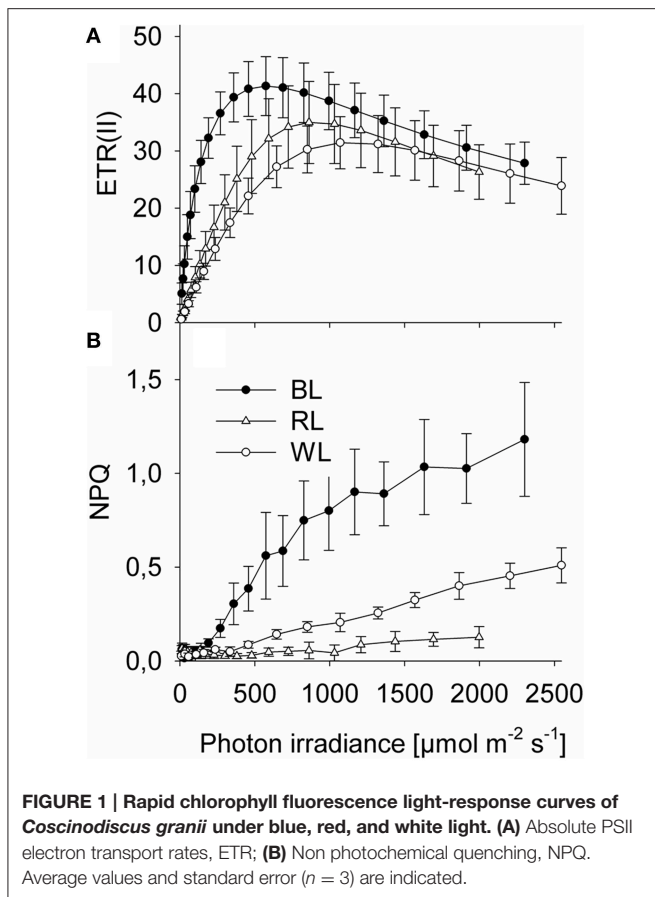 A
50
40
30
20
10
0
ETR(II)
B
1,5
1,0
0,5
0,0
NPQ
BL
RL
WL
0 500 1000 1500 2000 2500
Photon irradiance [µmol m⁻² s⁻¹]
FIGURE 1 | Rapid chlorophyll fluorescence light-response curves of
Coscinodiscus granii under blue, red, and white light. (A) Absolute PSII
electron transport rates, ETR; (B) Non photochemical quenching, NPQ.
Average values and standard error (n = 3) are indicated.